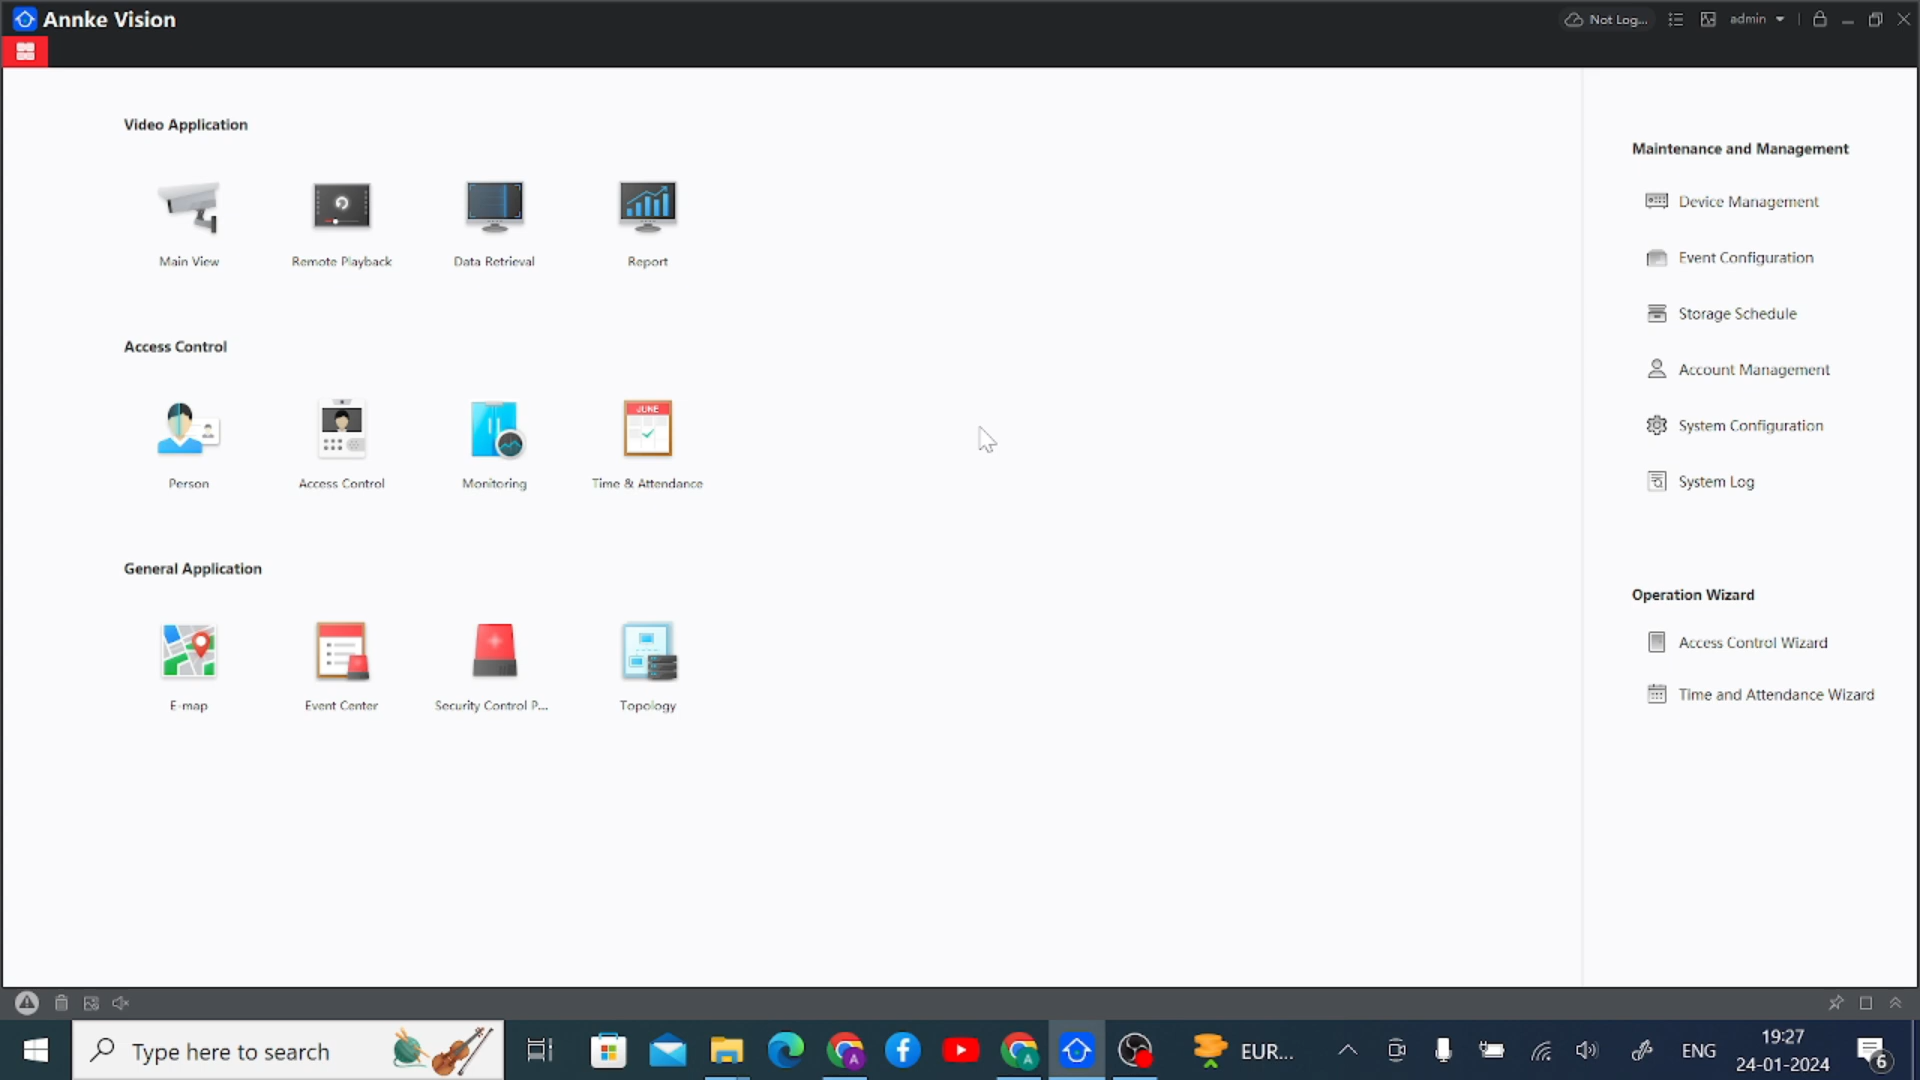 Annke Vision
Not Log...
admin
Video Application
Main View
Remote Playback
Data Retrieval
Report
Access Control
Person
Access Control
Monitoring
JUNE
Time & Attendance
General Application
E-map
Event Center
Security Control P...
Topology
Maintenance and Management
Device Management
Event Configuration
Storage Schedule
Account Management
System Configuration
System Log
Operation Wizard
Access Control Wizard
Time and Attendance Wizard
Type here to search
A
A
EUR...
ENG
19:27
24-01-2024
6